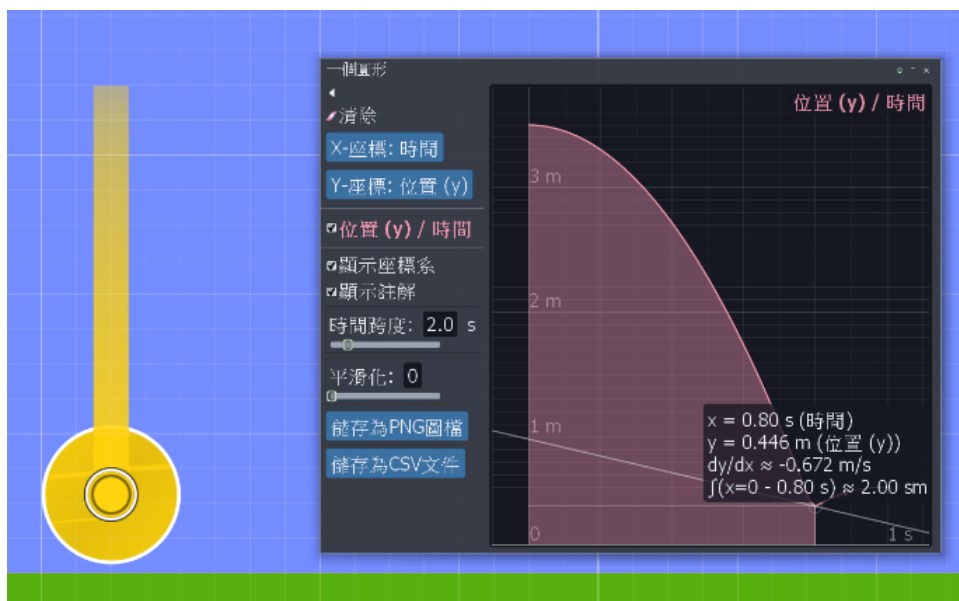 一個圓形
清除
X-座標: 時間
Y-座標: 位置 (y)
位置 (y) / 時間
顯示座標系
顯示註解
時間跨度: 2.0 s
平滑化: 0
儲存為PNG圖檔
儲存為CSV文件
位置 (y) / 時間
3 m
2 m
1 m
x = 0.80 s (時間)
y = 0.446 m (位置 (y))
dy/dx ≈ -0.672 m/s
∫(x=0 - 0.80 s) ≈ 2.00 sm
0
1 s